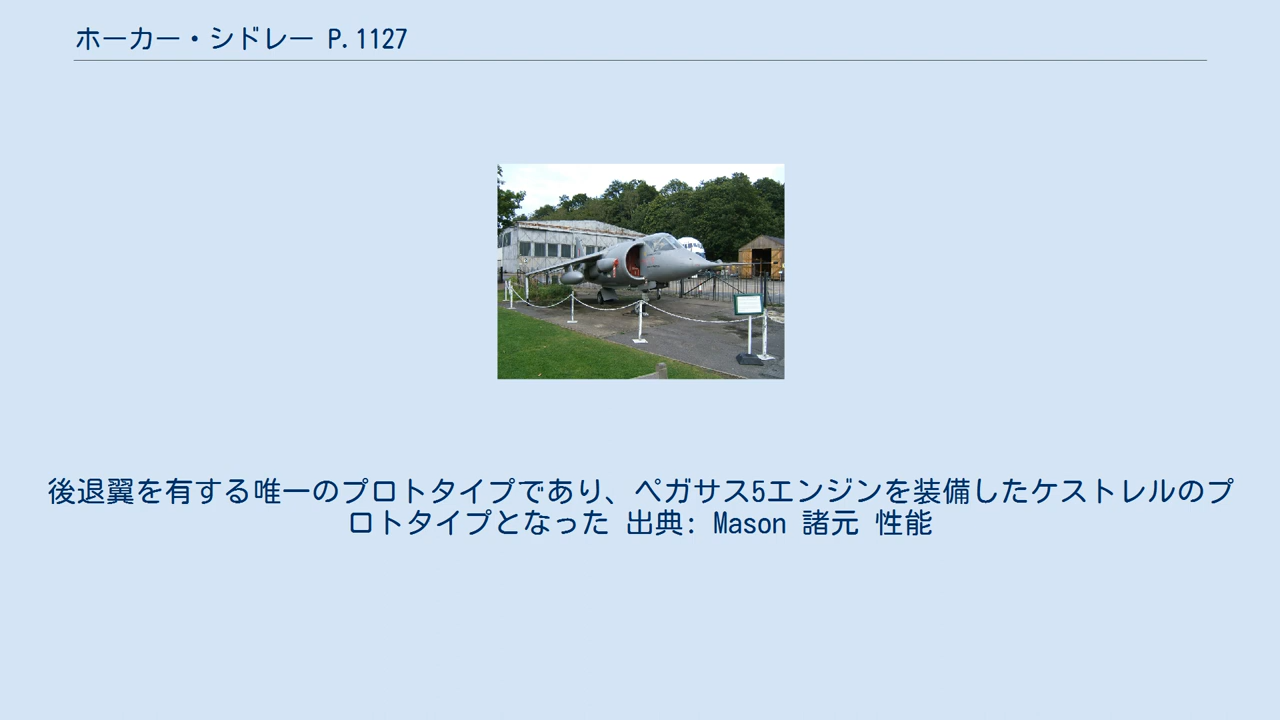 ホーカー・シドレー P.1127
後退翼を有する唯一のプロトタイプであり、ペガサス5エンジンを装備したケストレルのプ
ロトタイプとなった 出典: Mason 諸元 性能